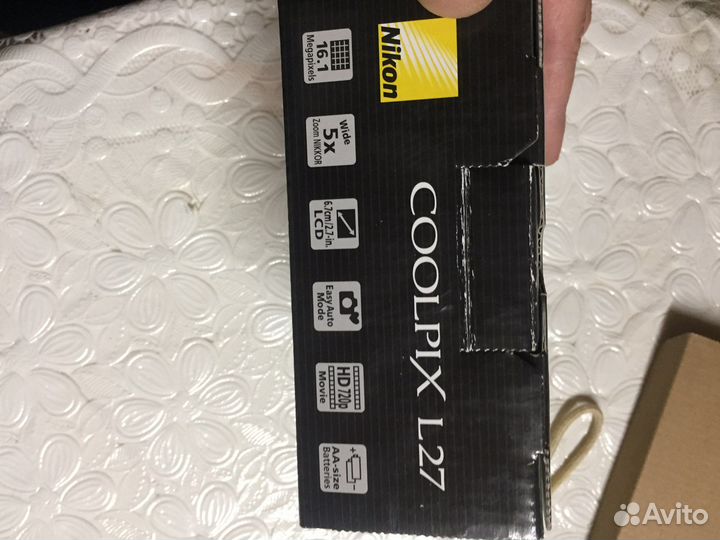 Nikon
COOLPIX L27
16.1
Megapixels
Wide
5x
Zoom NIKKOR
6.7cm/2.7-in.
LCD
Easy Auto
Mode
HD 720p
Movie
+ -
AA-size
Batteries
Avito